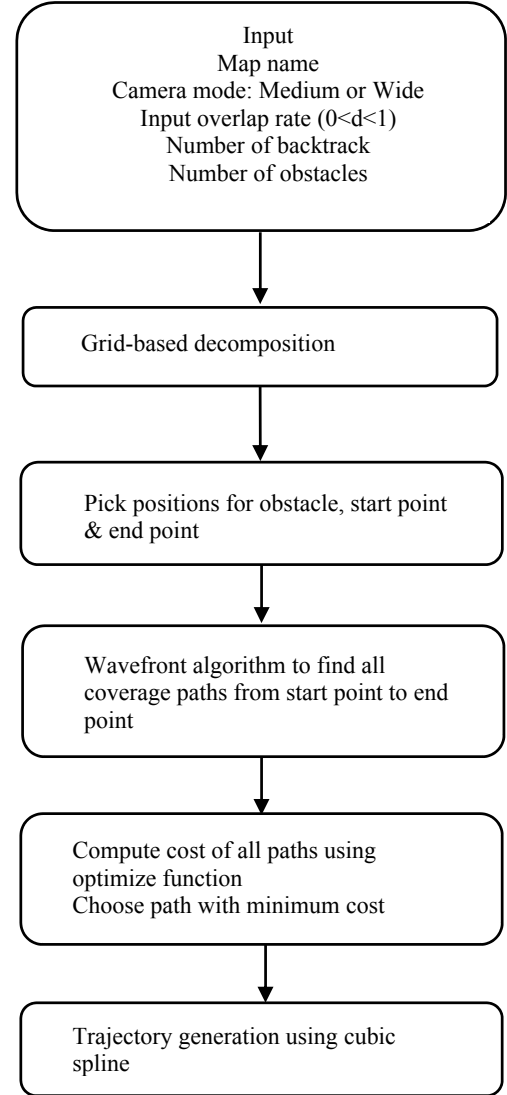 Input
Map name
Camera mode: Medium or Wide
Input overlap rate (0<d<1)
Number of backtrack
Number of obstacles
Grid-based decomposition
Pick positions for obstacle, start point
& end point
Wavefront algorithm to find all
coverage paths from start point to end
point
Compute cost of all paths using
optimize function
Choose path with minimum cost
Trajectory generation using cubic
spline